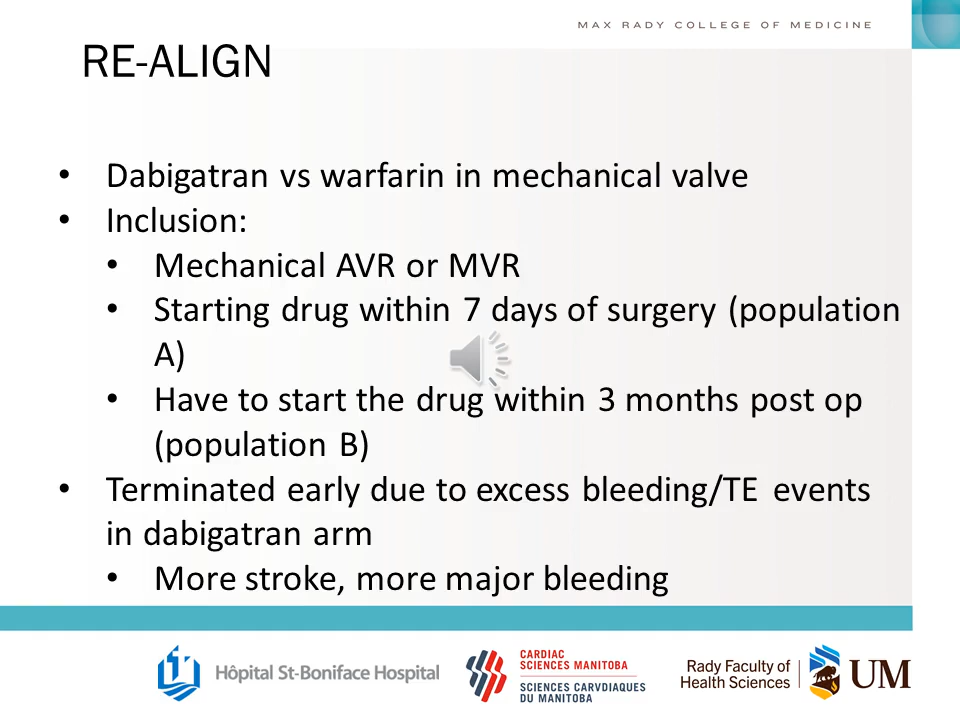 MAX RADY COLLEGE OF MEDICINE
RE-ALIGN
• Dabigatran vs warfarin in mechanical valve
• Inclusion:
• Mechanical AVR or MVR
• Starting drug within 7 days of surgery (population
A)
• Have to start the drug within 3 months post op
(population B)
• Terminated early due to excess bleeding/TE events
in dabigatran arm
• More stroke, more major bleeding
Hôpital St-Boniface Hospital
CARDIAC
SCIENCES MANITOBA
SCIENCES CARVDIAQUES
DU MANITOBA
Rady Faculty of
Health Sciences
UM